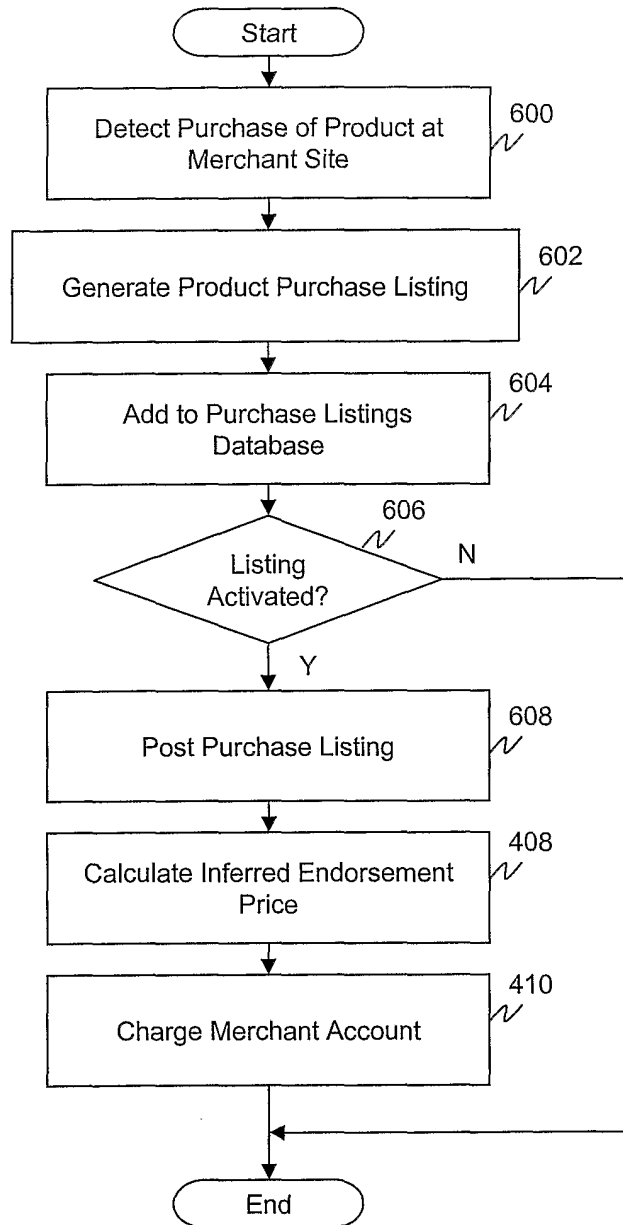 Start
Detect Purchase of Product at
Merchant Site
600
Generate Product Purchase Listing
602
Add to Purchase Listings
Database
604
606
Listing
Activated?
N
Y
Post Purchase Listing
608
Calculate Inferred Endorsement
Price
408
Charge Merchant Account
410
End